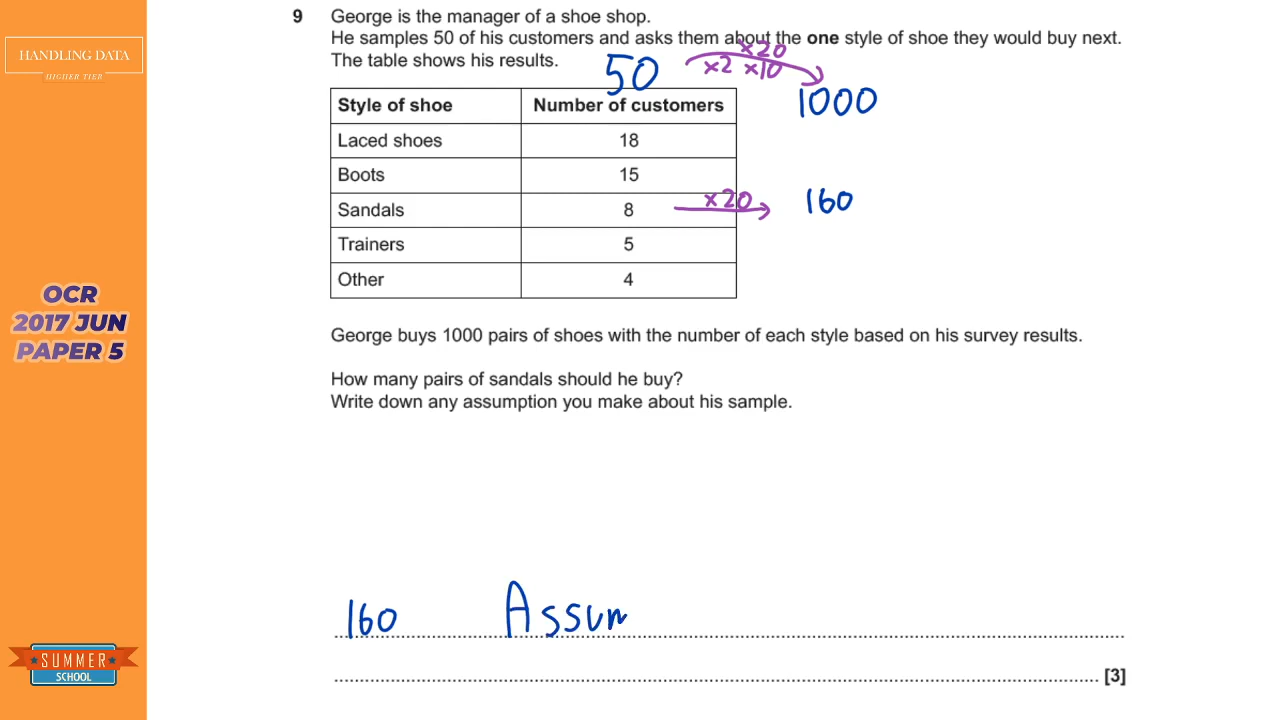 HANDLING DATA
HIGHER TIER
OCR
2017 JUN
PAPER 5
SUMMER
SCHOOL
9 George is the manager of a shoe shop.
He samples 50 of his customers and asks them about the one style of shoe they would buy next.
The table shows his results.
50
×20
×2 ×10
1000
Style of shoe Number of customers
Laced shoes 18
Boots 15
Sandals 8 ×20 160
Trainers 5
Other 4
George buys 1000 pairs of shoes with the number of each style based on his survey results.
How many pairs of sandals should he buy?
Write down any assumption you make about his sample.
160 Assum
[3]